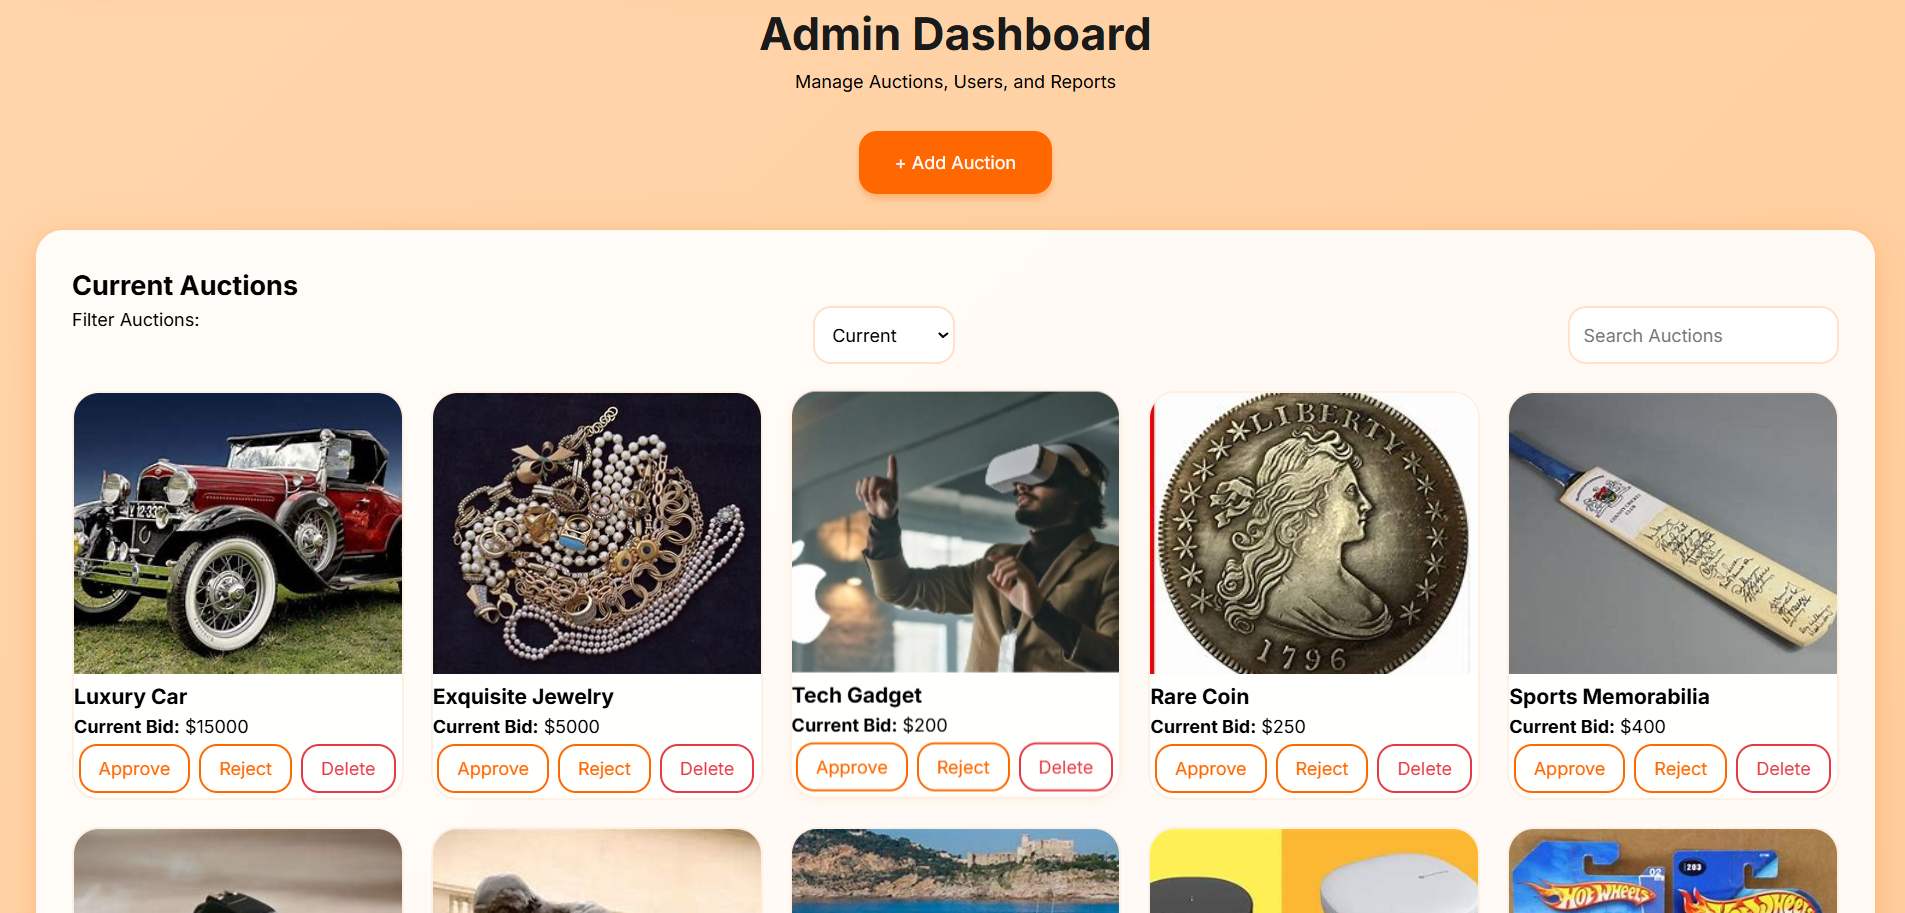 Admin Dashboard
Manage Auctions, Users, and Reports
+ Add Auction
Current Auctions
Filter Auctions:
Current
Search Auctions
LIBERTY
1796
Luxury Car
Current Bid: $15000
Approve Reject Delete
Exquisite Jewelry
Current Bid: $5000
Approve Reject Delete
Tech Gadget
Current Bid: $200
Approve Reject Delete
Rare Coin
Current Bid: $250
Approve Reject Delete
Sports Memorabilia
Current Bid: $400
Approve Reject Delete
HOT WHEELS
203